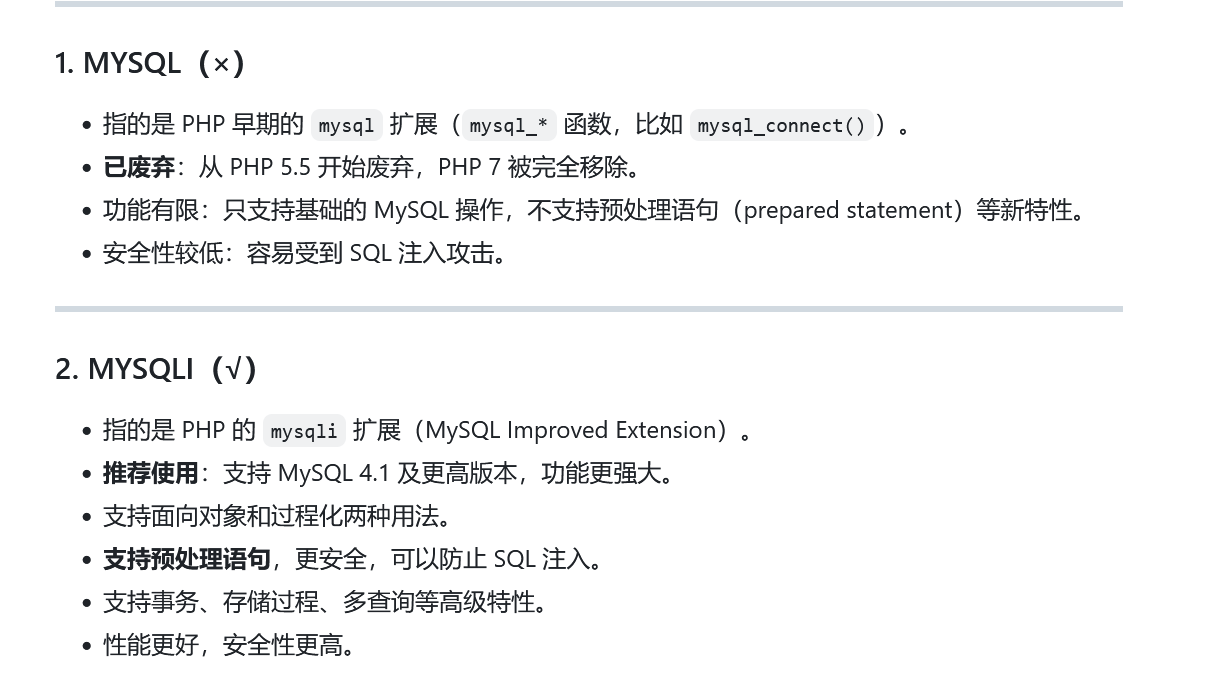 1. MYSQL（×）
指的是 PHP 早期的 mysql 扩展（mysql_* 函数，比如 mysql_connect()）。
已废弃：从 PHP 5.5 开始废弃，PHP 7 被完全移除。
功能有限：只支持基础的 MySQL 操作，不支持预处理语句（prepared statement）等新特性。
安全性较低：容易受到 SQL 注入攻击。
2. MYSQLI（√）
指的是 PHP 的 mysqli 扩展（MySQL Improved Extension）。
推荐使用：支持 MySQL 4.1 及更高版本，功能更强大。
支持面向对象和过程化两种用法。
支持预处理语句，更安全，可以防止 SQL 注入。
支持事务、存储过程、多查询等高级特性。
性能更好，安全性更高。